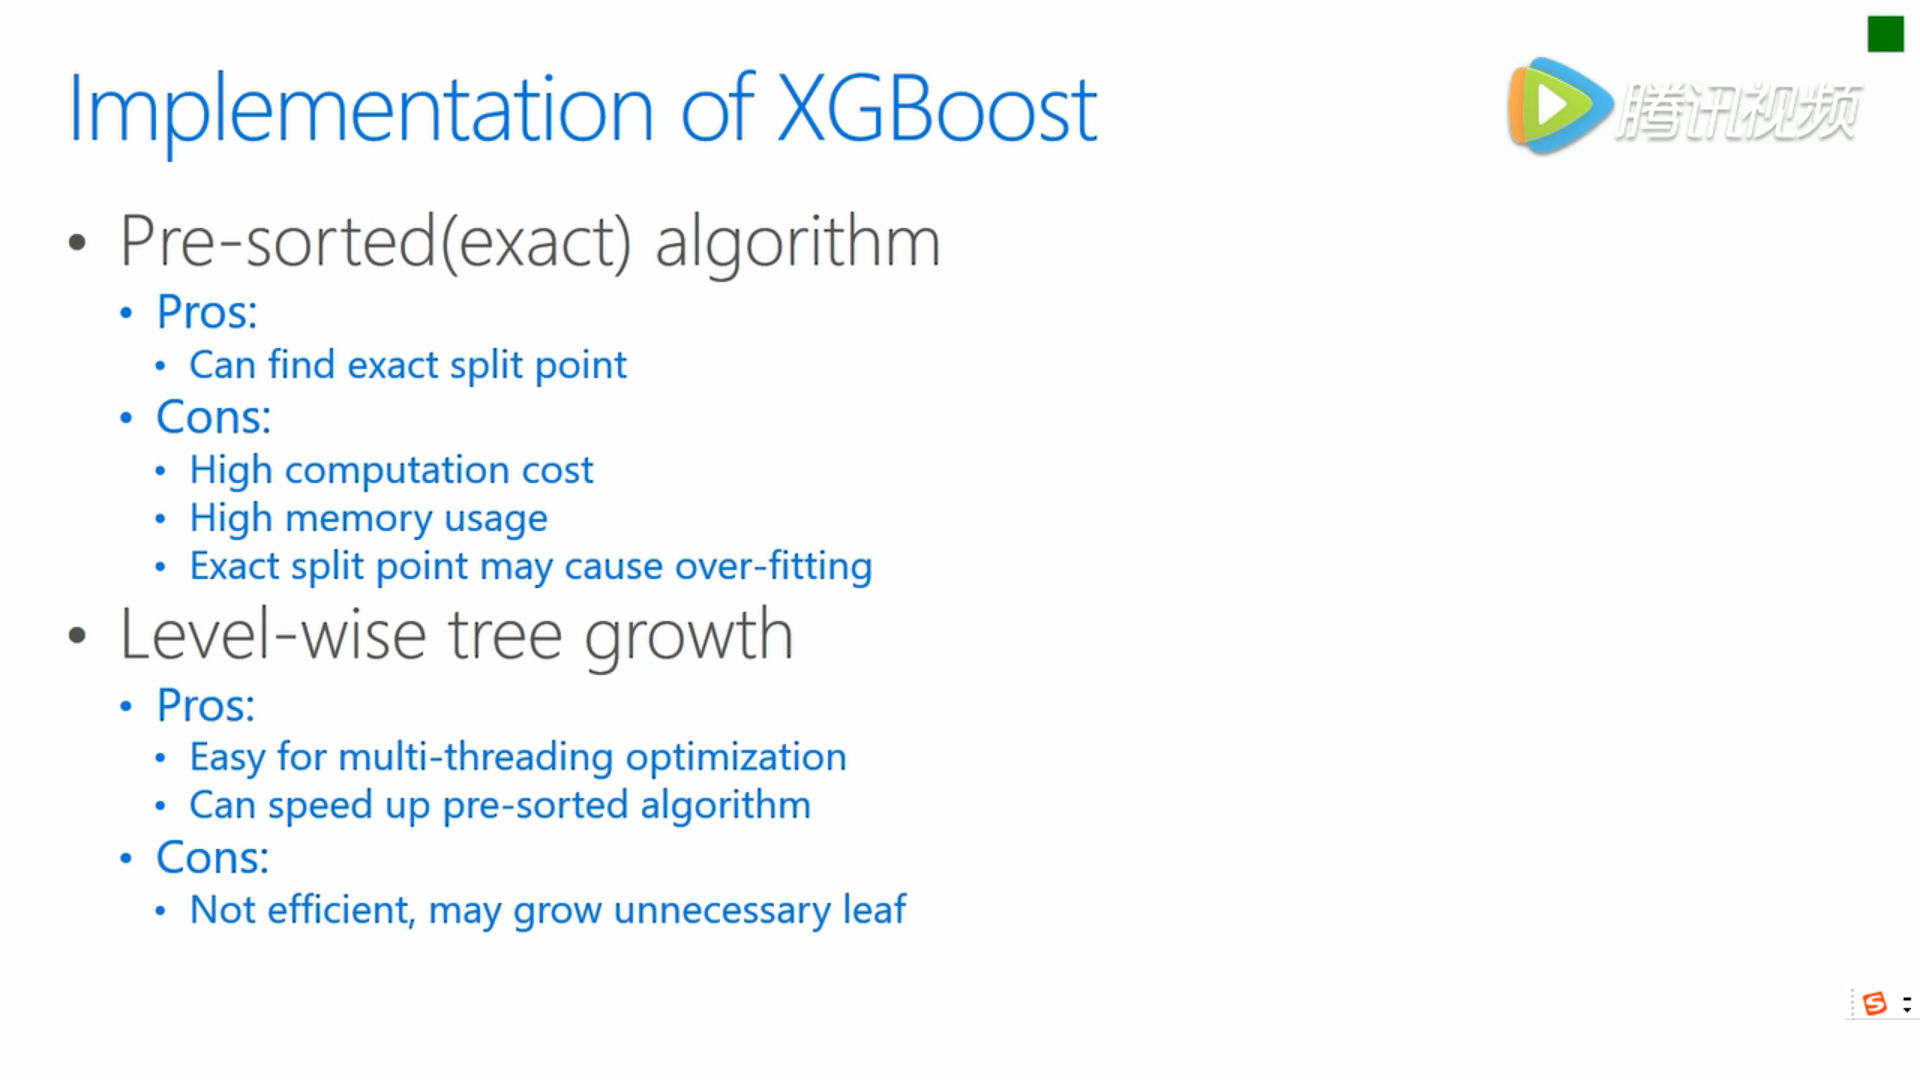 Implementation of XGBoost
腾讯视频
• Pre-sorted(exact) algorithm
• Pros:
• Can find exact split point
• Cons:
• High computation cost
• High memory usage
• Exact split point may cause over-fitting
• Level-wise tree growth
• Pros:
• Easy for multi-threading optimization
• Can speed up pre-sorted algorithm
• Cons:
• Not efficient, may grow unnecessary leaf
S